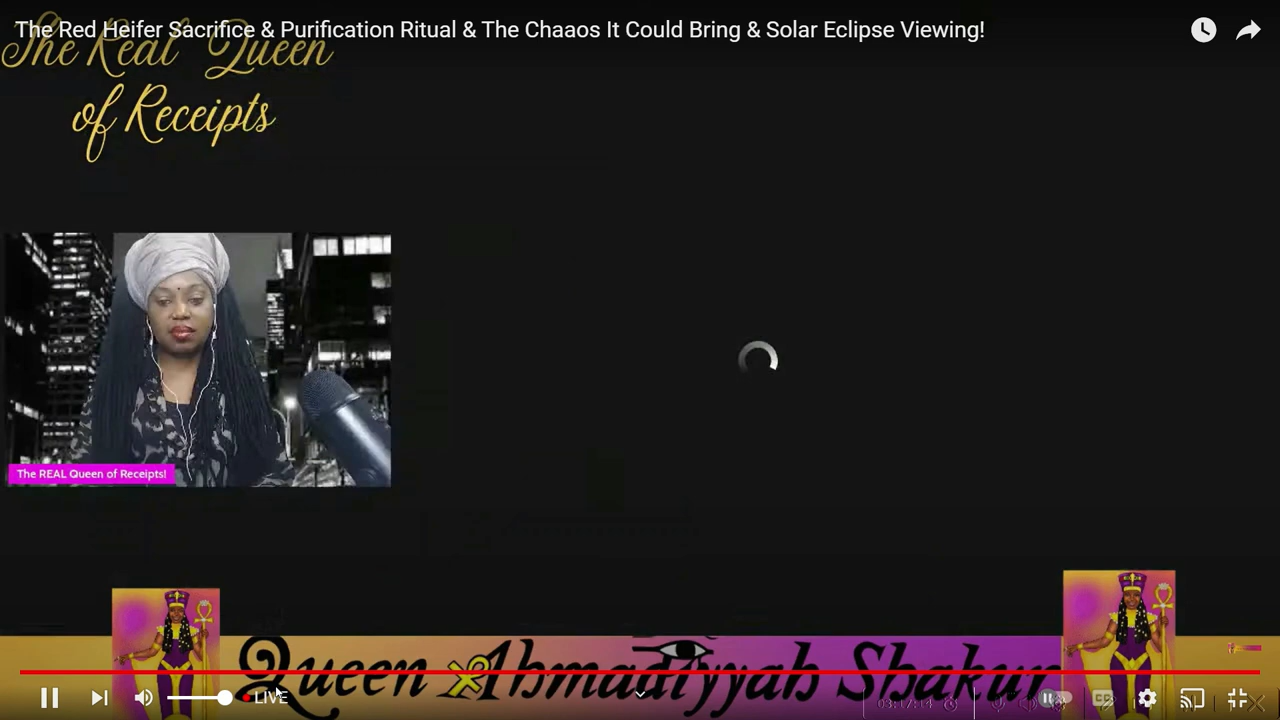 The Red Heifer Sacrifice & Purification Ritual & The Chaaos It Could Bring & Solar Eclipse Viewing!
The Real Queen
of Receipts
The REAL Queen of Receipts!
Queen Ahmadiyyah Shakur
LIVE